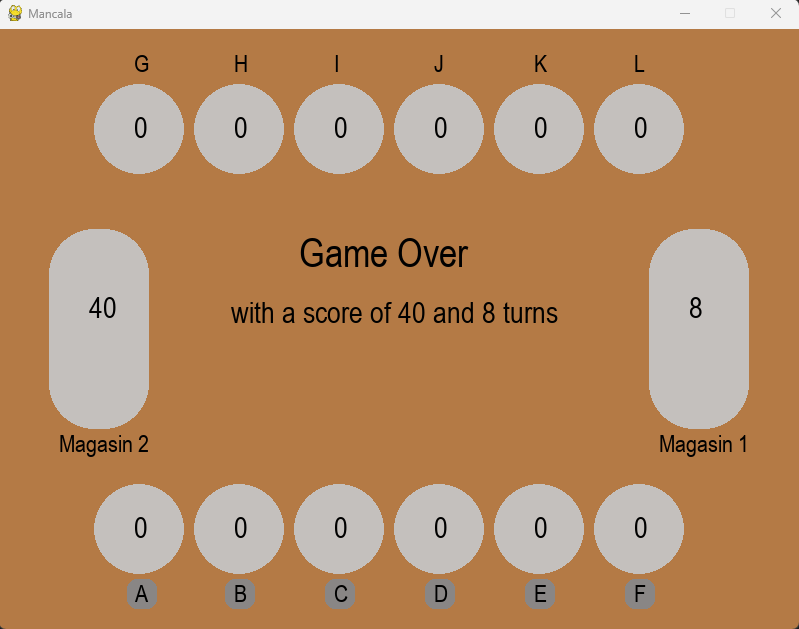 Mancala
G H I J K L
0 0 0 0 0 0
Game Over
40
with a score of 40 and 8 turns
8
Magasin 2
Magasin 1
0 0 0 0 0 0
A B C D E F